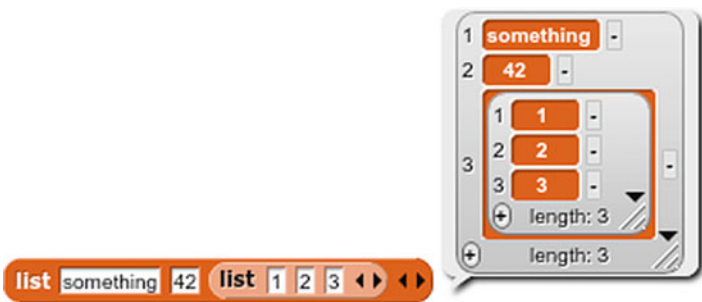 1 something -
2 42 -
3
1 1 -
2 2 -
3 3 -
-
+ length: 3
+ length: 3
list something 42 list 1 2 3